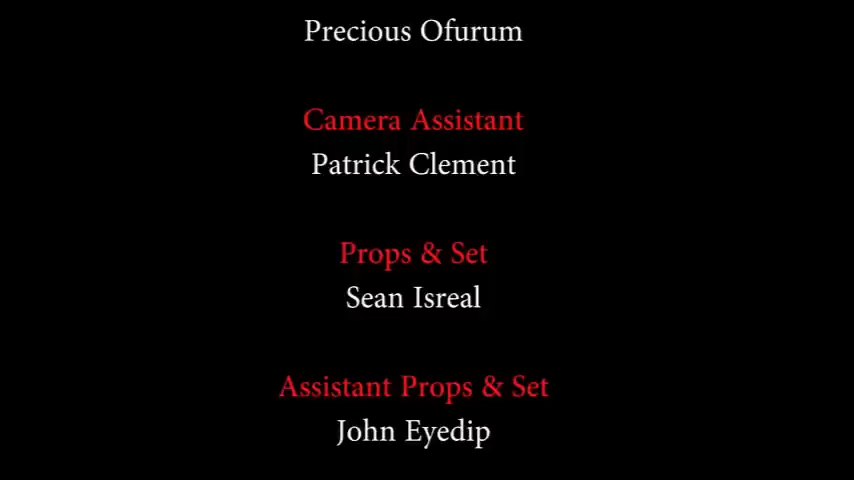 Precious Ofurum
Camera Assistant
Patrick Clement
Props & Set
Sean Isreal
Assistant Props & Set
John Eyedip